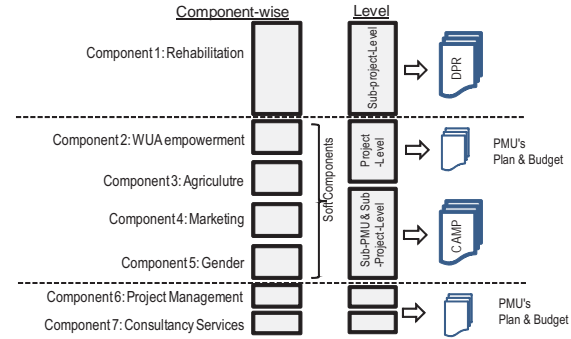 Component-wise
Level
Component 1: Rehabilitation
Sub-project-Level
DPR
Component 2: WUA empowerment
Component 3: Agriculutre
Component 4: Marketing
Component 5: Gender
Soft Components
Project
-Level
PMU's
Plan & Budget
Sub-PMU & Sub
-Project-Level
CAMP
Component 6: Project Management
Component 7: Consultancy Services
PMU's
Plan & Budget